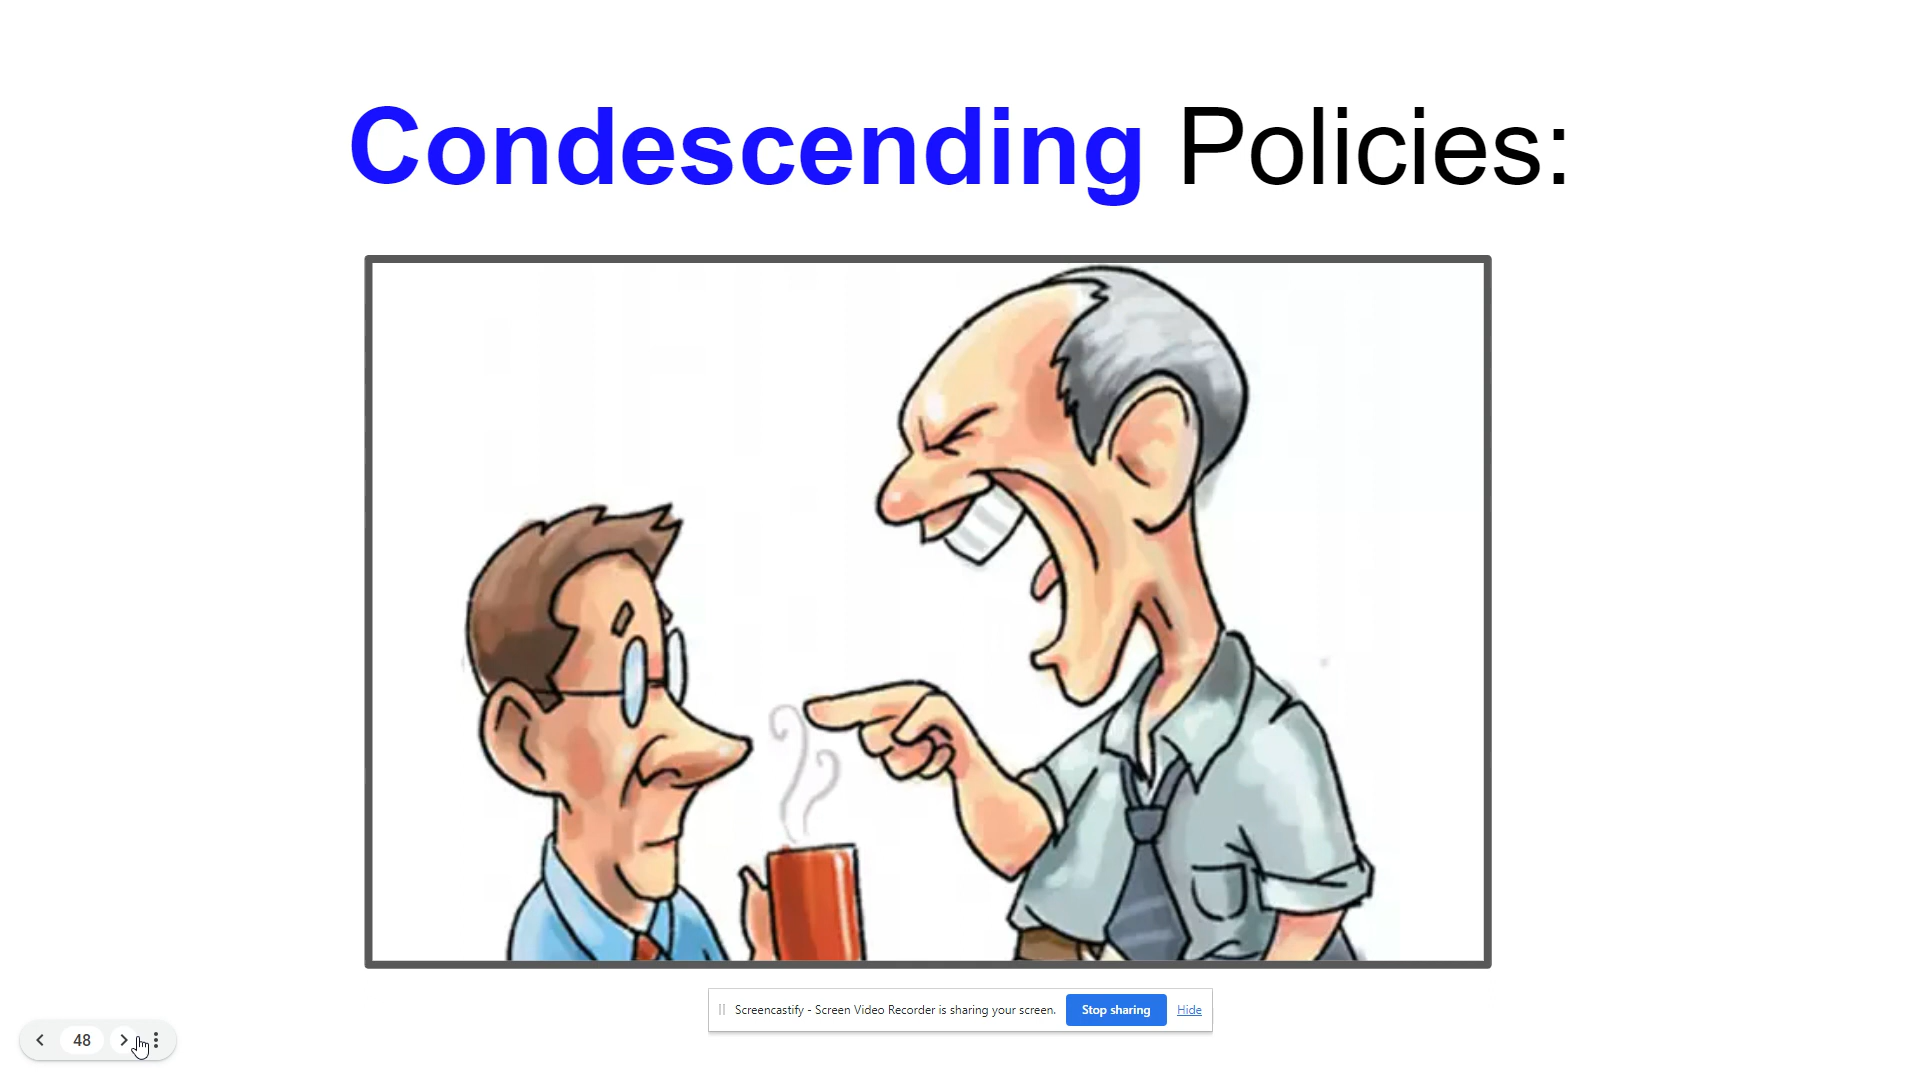 Condescending Policies:
Screencastify - Screen Video Recorder is sharing your screen. Stop sharing Hide
48